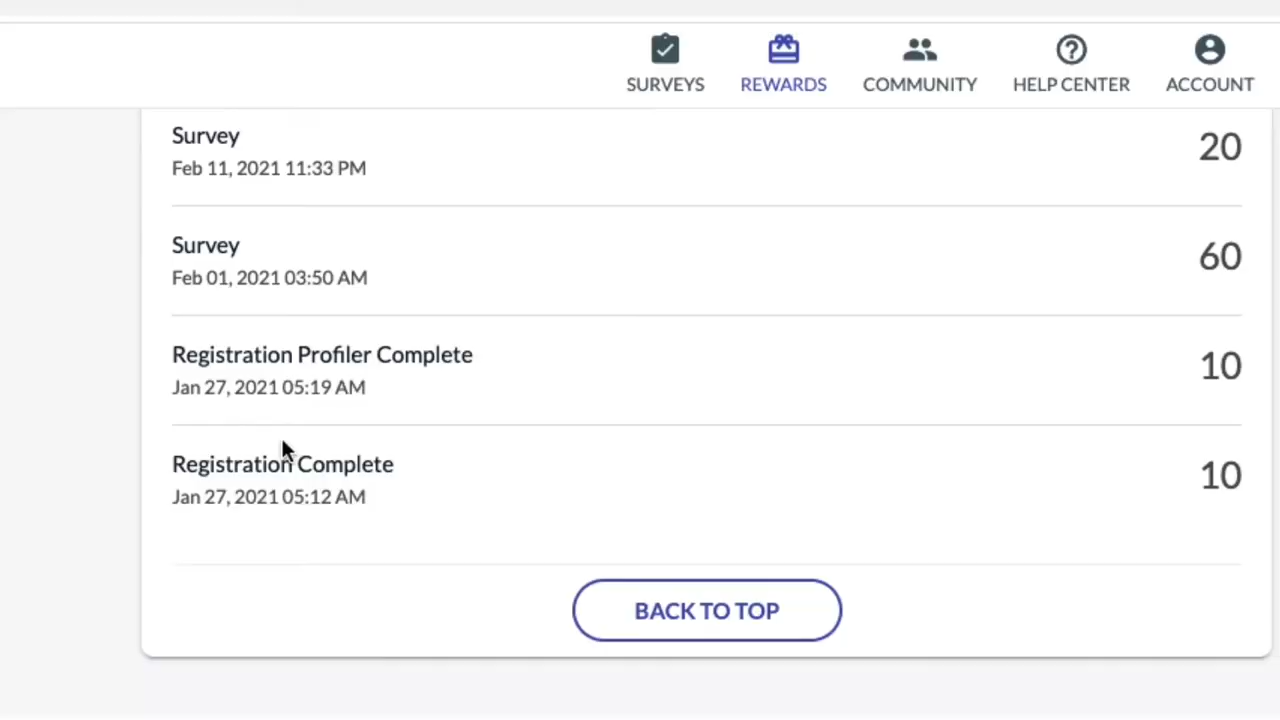 SURVEYS REWARDS COMMUNITY HELP CENTER ACCOUNT
Survey
Feb 11, 2021 11:33 PM
20
Survey
Feb 01, 2021 03:50 AM
60
Registration Profiler Complete
Jan 27, 2021 05:19 AM
10
Registration Complete
Jan 27, 2021 05:12 AM
10
BACK TO TOP